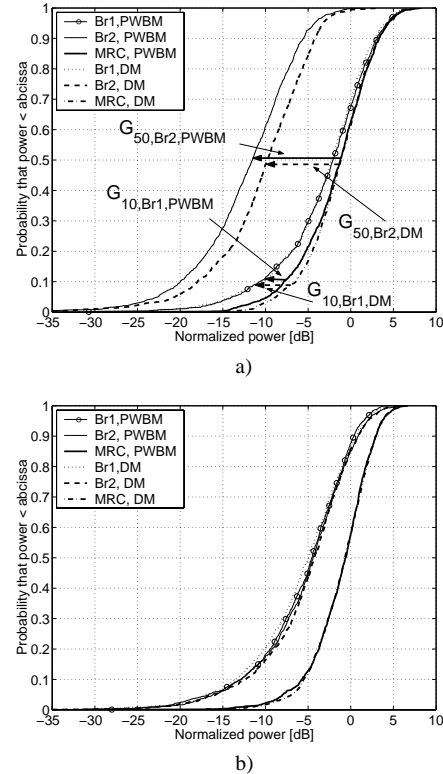 1
0.9
0.8
0.7
0.6
0.5
0.4
0.3
0.2
0.1
0
Probability that power < abcissa
Br1,PWBM
Br2, PWBM
MRC, PWBM
Br1,DM
Br2, DM
MRC, DM
G50,Br2,PWBM
G10,Br1,PWBM
G50,Br2,DM
G10,Br1,DM
−35 −30 −25 −20 −15 −10 −5 0 5 10
Normalized power [dB]
a)
1
0.9
0.8
0.7
0.6
0.5
0.4
0.3
0.2
0.1
0
Probability that power < abcissa
Br1,PWBM
Br2, PWBM
MRC, PWBM
Br1,DM
Br2, DM
MRC, DM
−35 −30 −25 −20 −15 −10 −5 0 5 10
Normalized power [dB]
b)